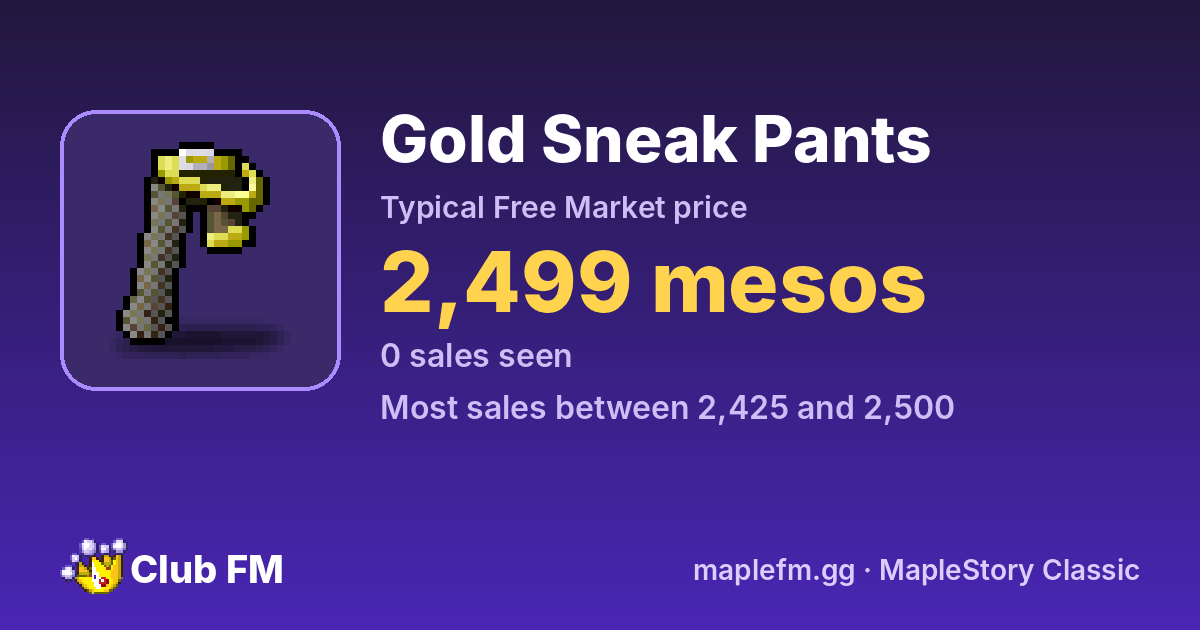 Gold Sneak Pants
Typical Free Market price
2,499 mesos
0 sales seen
Most sales between 2,425 and 2,500
Club FM
maplefm.gg · MapleStory Classic